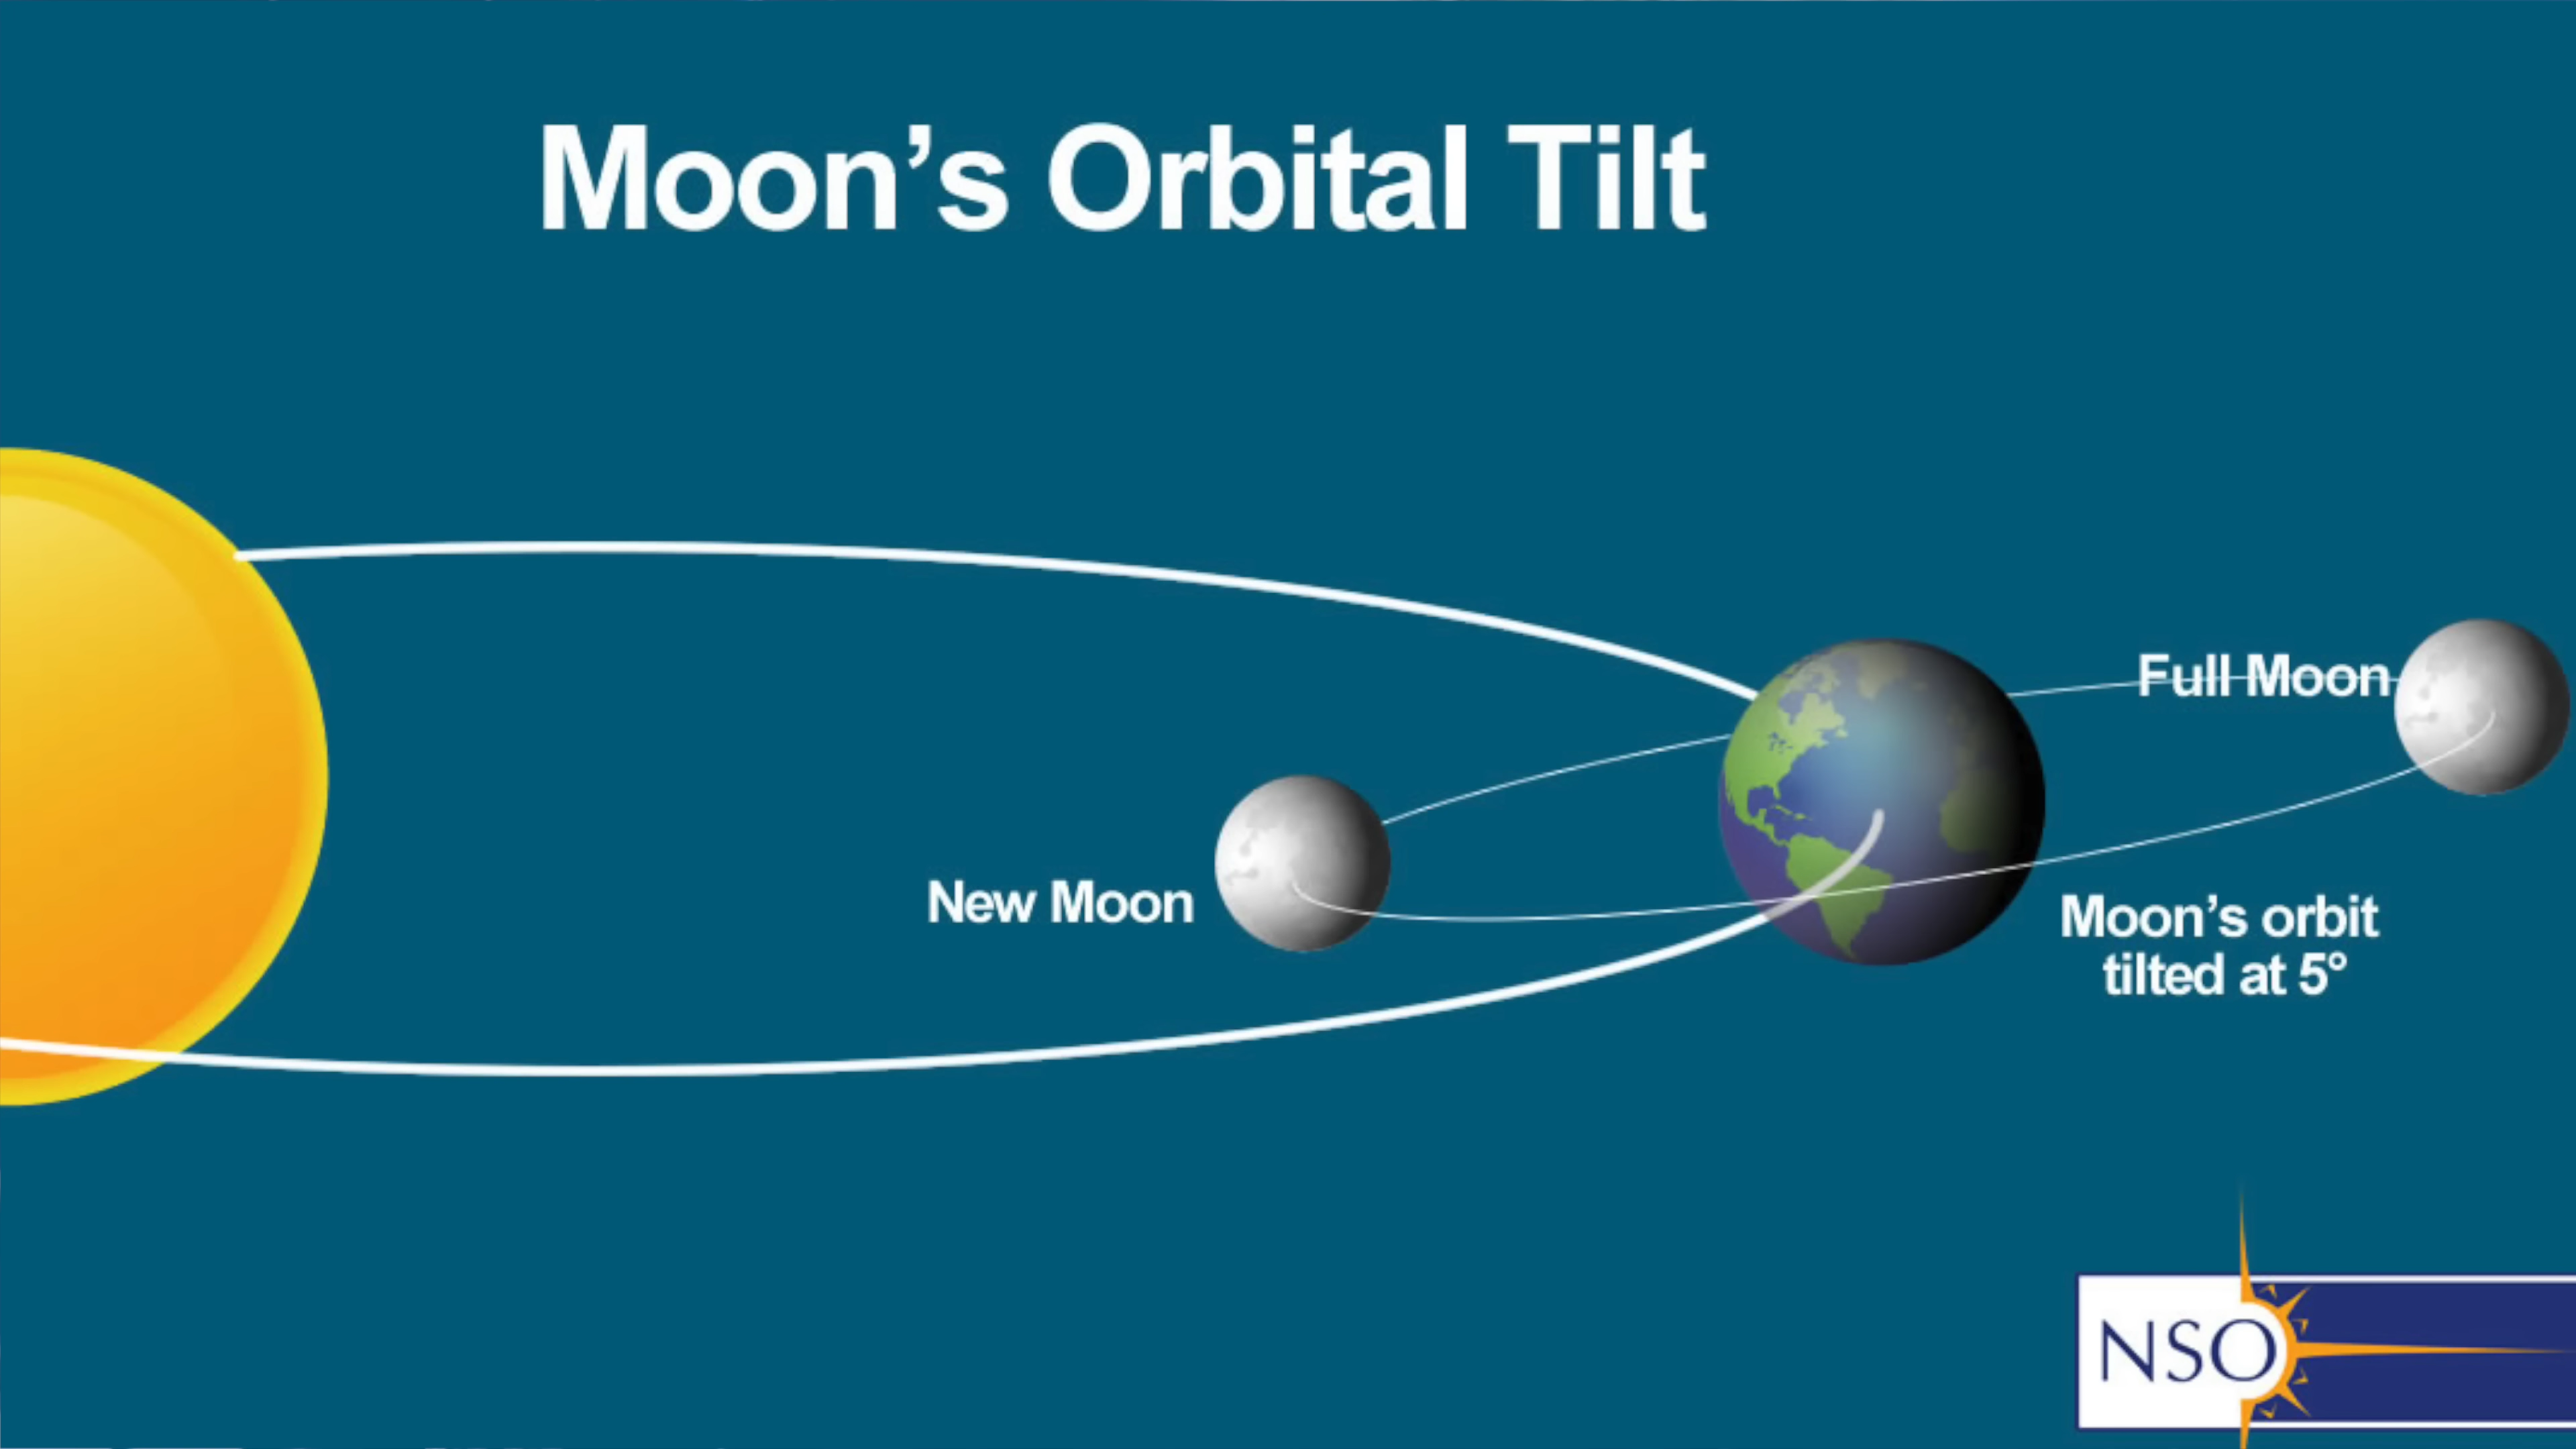 Moon’s Orbital Tilt
Full Moon
New Moon
Moon’s orbit
tilted at 5°
NSO